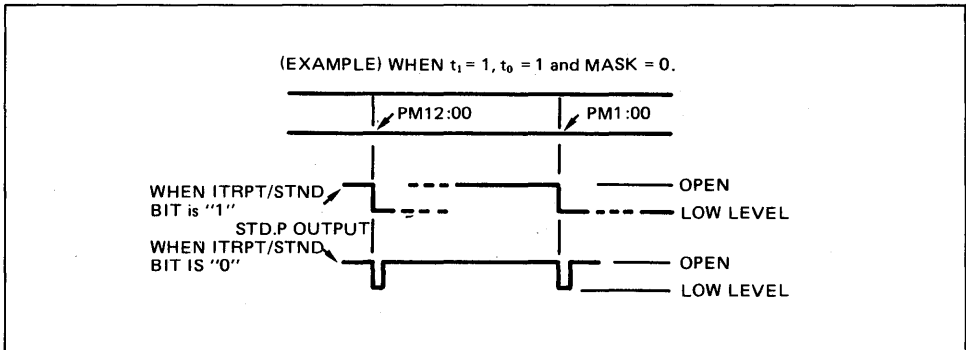 (EXAMPLE) WHEN t₁ = 1, t₀ = 1 and MASK = 0.
PM12:00 PM1:00
WHEN ITRPT/STND
BIT is "1"
OPEN
LOW LEVEL
STD.P OUTPUT
WHEN ITRPT/STND
BIT IS "0"
OPEN
LOW LEVEL